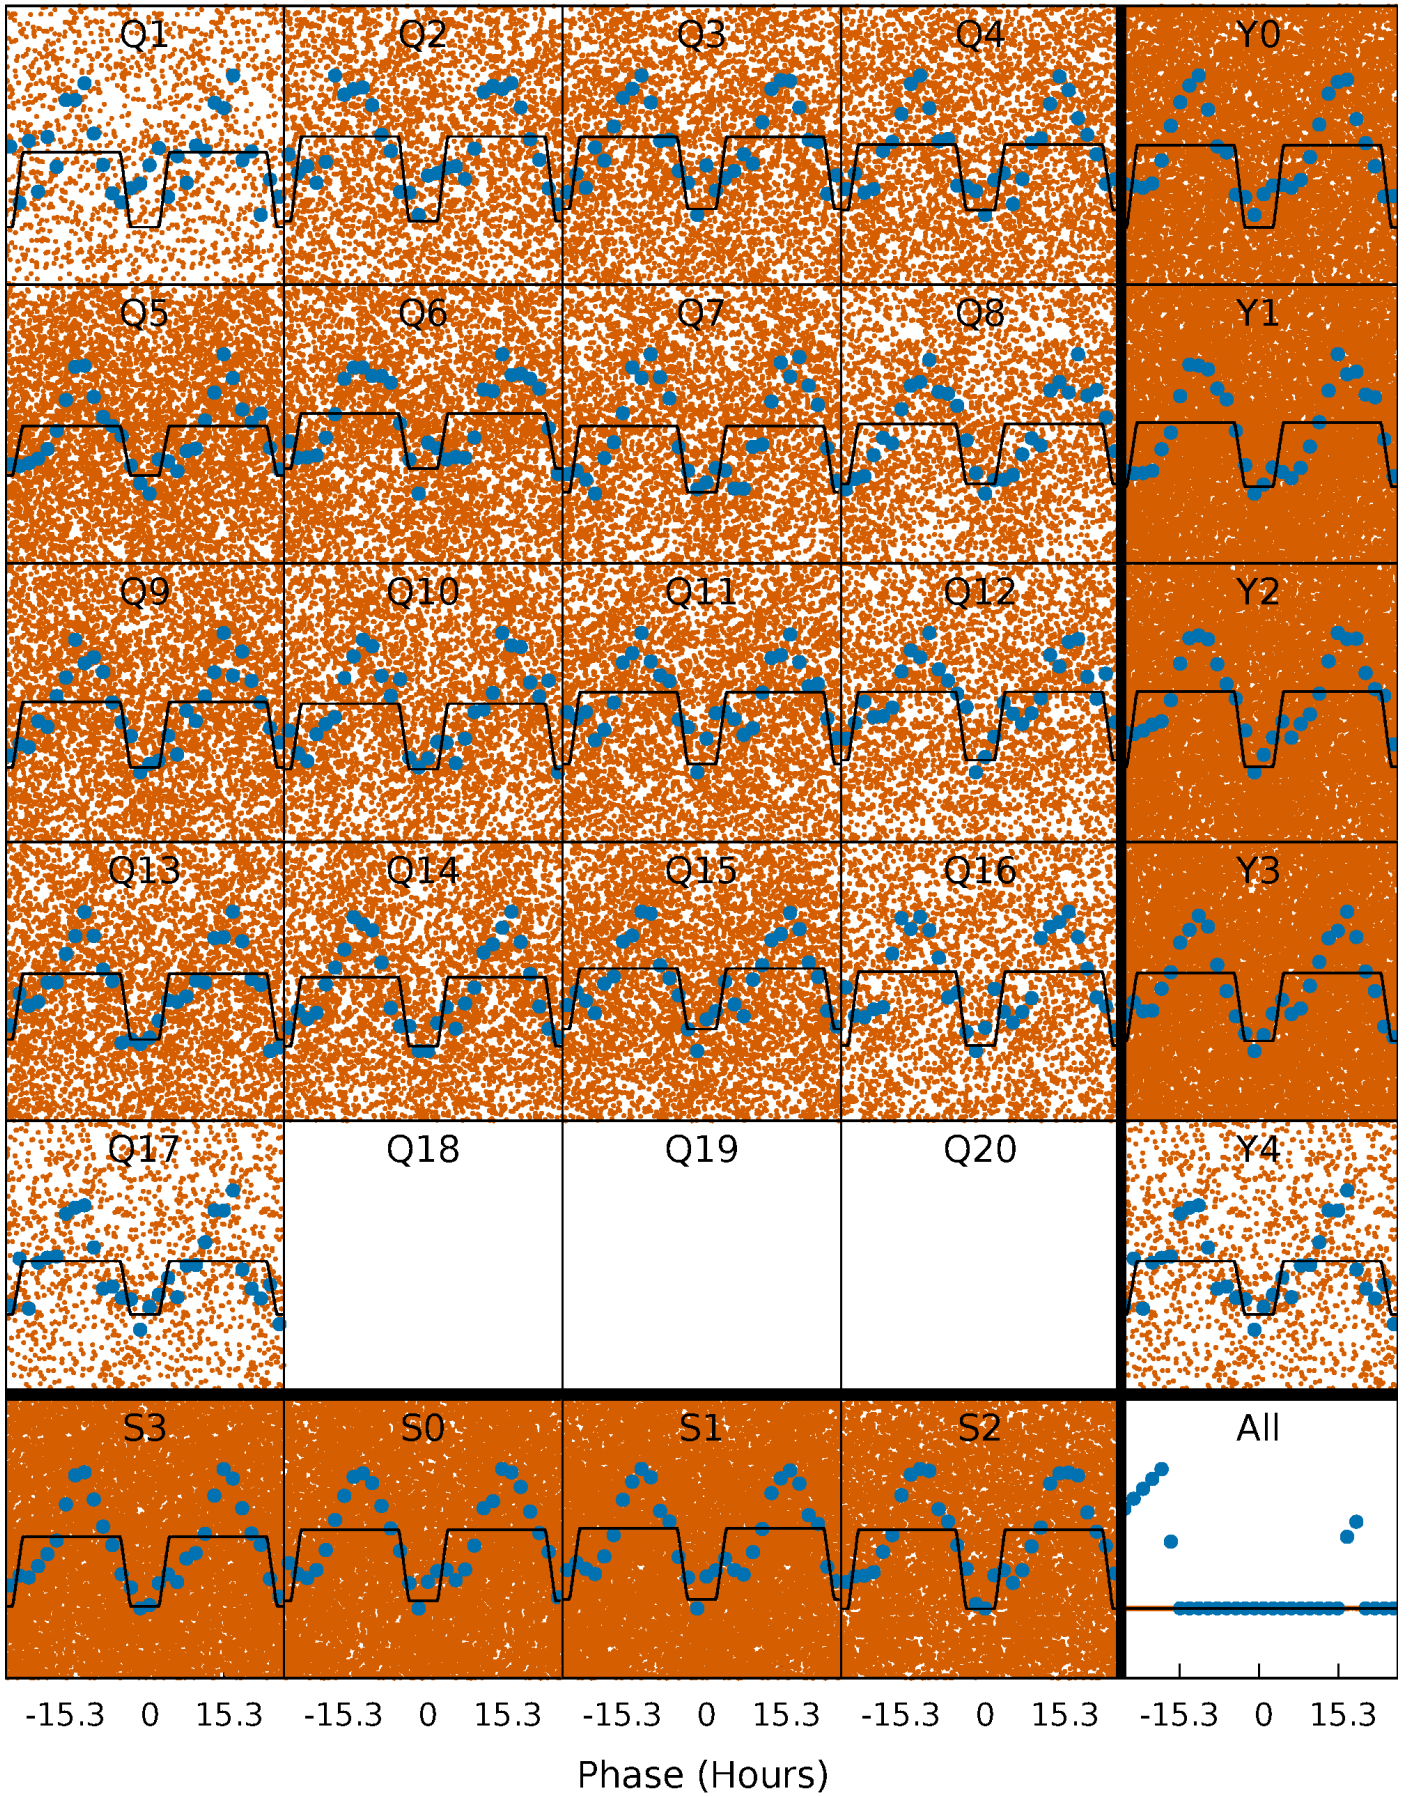 Q1 Q2 Q3 Q4 Y0
Q5 Q6 Q7 Q8 Y1
Q9 Q10 Q11 Q12 Y2
Q13 Q14 Q15 Q16 Y3
Q17 Q18 Q19 Q20 Y4
S3 S0 S1 S2 All
-15.3 0 15.3 -15.3 0 15.3 -15.3 0 15.3 -15.3 0 15.3 -15.3 0 15.3
Phase (Hours)